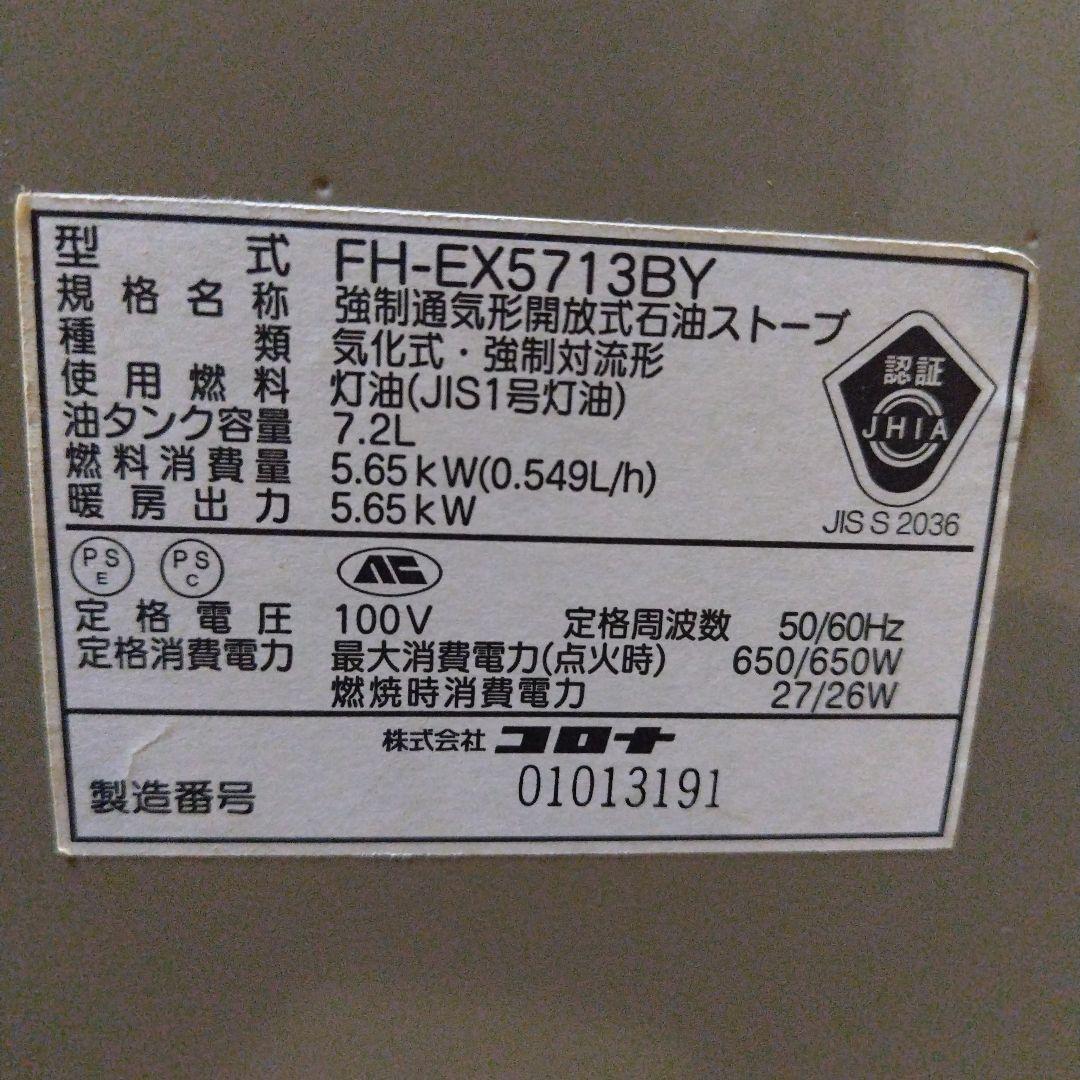 型式 FH-EX5713BY
規格名称 強制通気形開放式石油ストーブ
種類 気化式・強制対流形
使用燃料 灯油(JIS1号灯油)
油タンク容量 7.2L
燃料消費量 5.65kW(0.549L/h)
暖房出力 5.65kW
認証
JHIA
JIS S 2036
PS E PS C
定格電圧 100V 定格周波数 50/60Hz
定格消費電力 最大消費電力(点火時) 650/650W
燃焼時消費電力 27/26W
株式会社 コロナ
製造番号 01013191